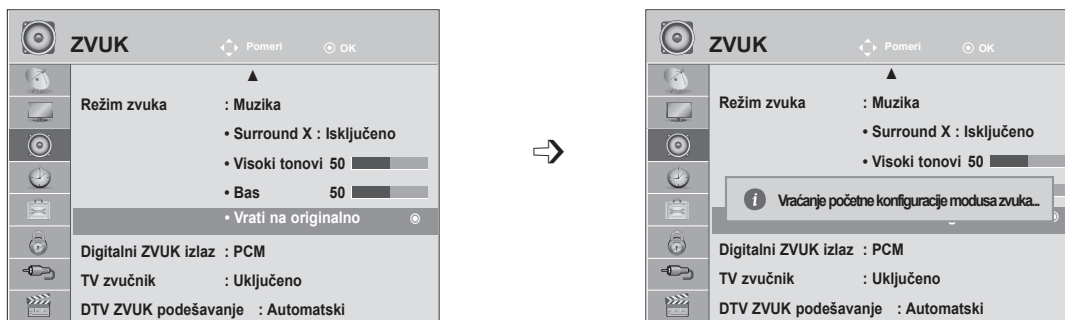 ZVUK
Pomeri OK
Režim zvuka : Muzika
• Surround X : Isključeno
• Visoki tonovi 50
• Bas 50
• Vrati na originalno
Digitalni ZVUK izlaz : PCM
TV zvučnik : Uključeno
DTV ZVUK podešavanje : Automatski
ZVUK
Pomeri OK
Režim zvuka : Muzika
• Surround X : Isključeno
• Visoki tonovi 50
Vraćanje početne konfiguracije modusa zvuka...
Digitalni ZVUK izlaz : PCM
TV zvučnik : Uključeno
DTV ZVUK podešavanje : Automatski